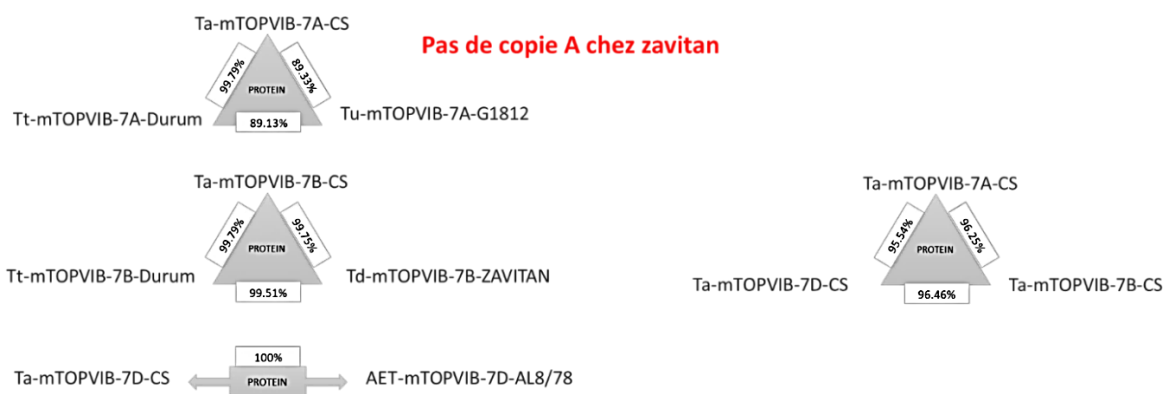 Ta-mTOPVIB-7A-CS
Pas de copie A chez zavitan
99.79%
89.33%
PROTEIN
Tt-mTOPVIB-7A-Durum
89.13%
Tu-mTOPVIB-7A-G1812
Ta-mTOPVIB-7B-CS
99.79%
99.75%
PROTEIN
Tt-mTOPVIB-7B-Durum
99.51%
Td-mTOPVIB-7B-ZAVITAN
Ta-mTOPVIB-7A-CS
95.54%
96.25%
PROTEIN
Ta-mTOPVIB-7D-CS
96.46%
Ta-mTOPVIB-7B-CS
100%
Ta-mTOPVIB-7D-CS
PROTEIN
AET-mTOPVIB-7D-AL8/78